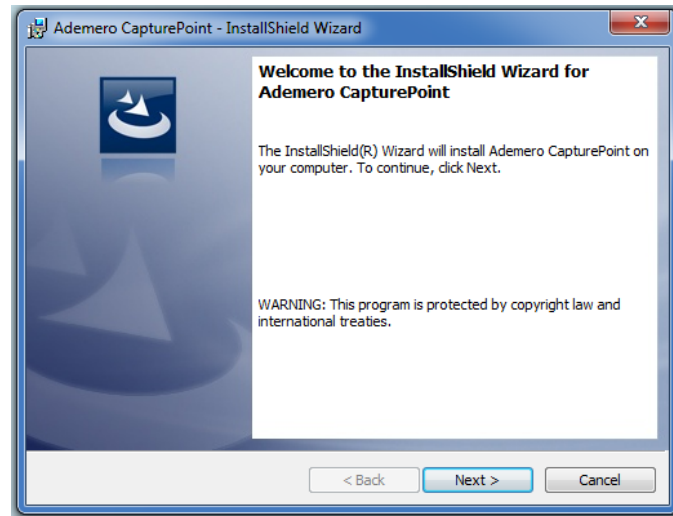 Ademero CapturePoint - InstallShield Wizard
Welcome to the InstallShield Wizard for
Ademero CapturePoint
The InstallShield(R) Wizard will install Ademero CapturePoint on
your computer. To continue, click Next.
WARNING: This program is protected by copyright law and
international treaties.
< Back Next > Cancel